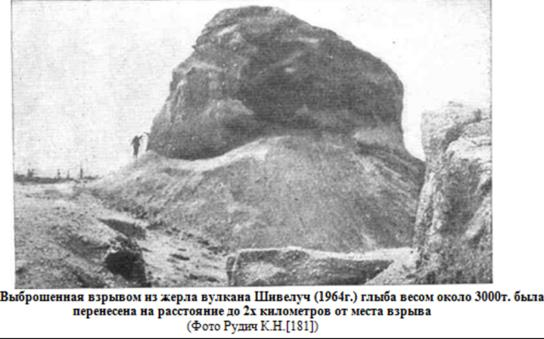 Выброшенная взрывом из жерла вулкана Шивелуч (1964г.) глыба весом около 3000т. была
перенесена на расстояние до 2х километров от места взрыва
(Фото Рудич К.Н.[181])